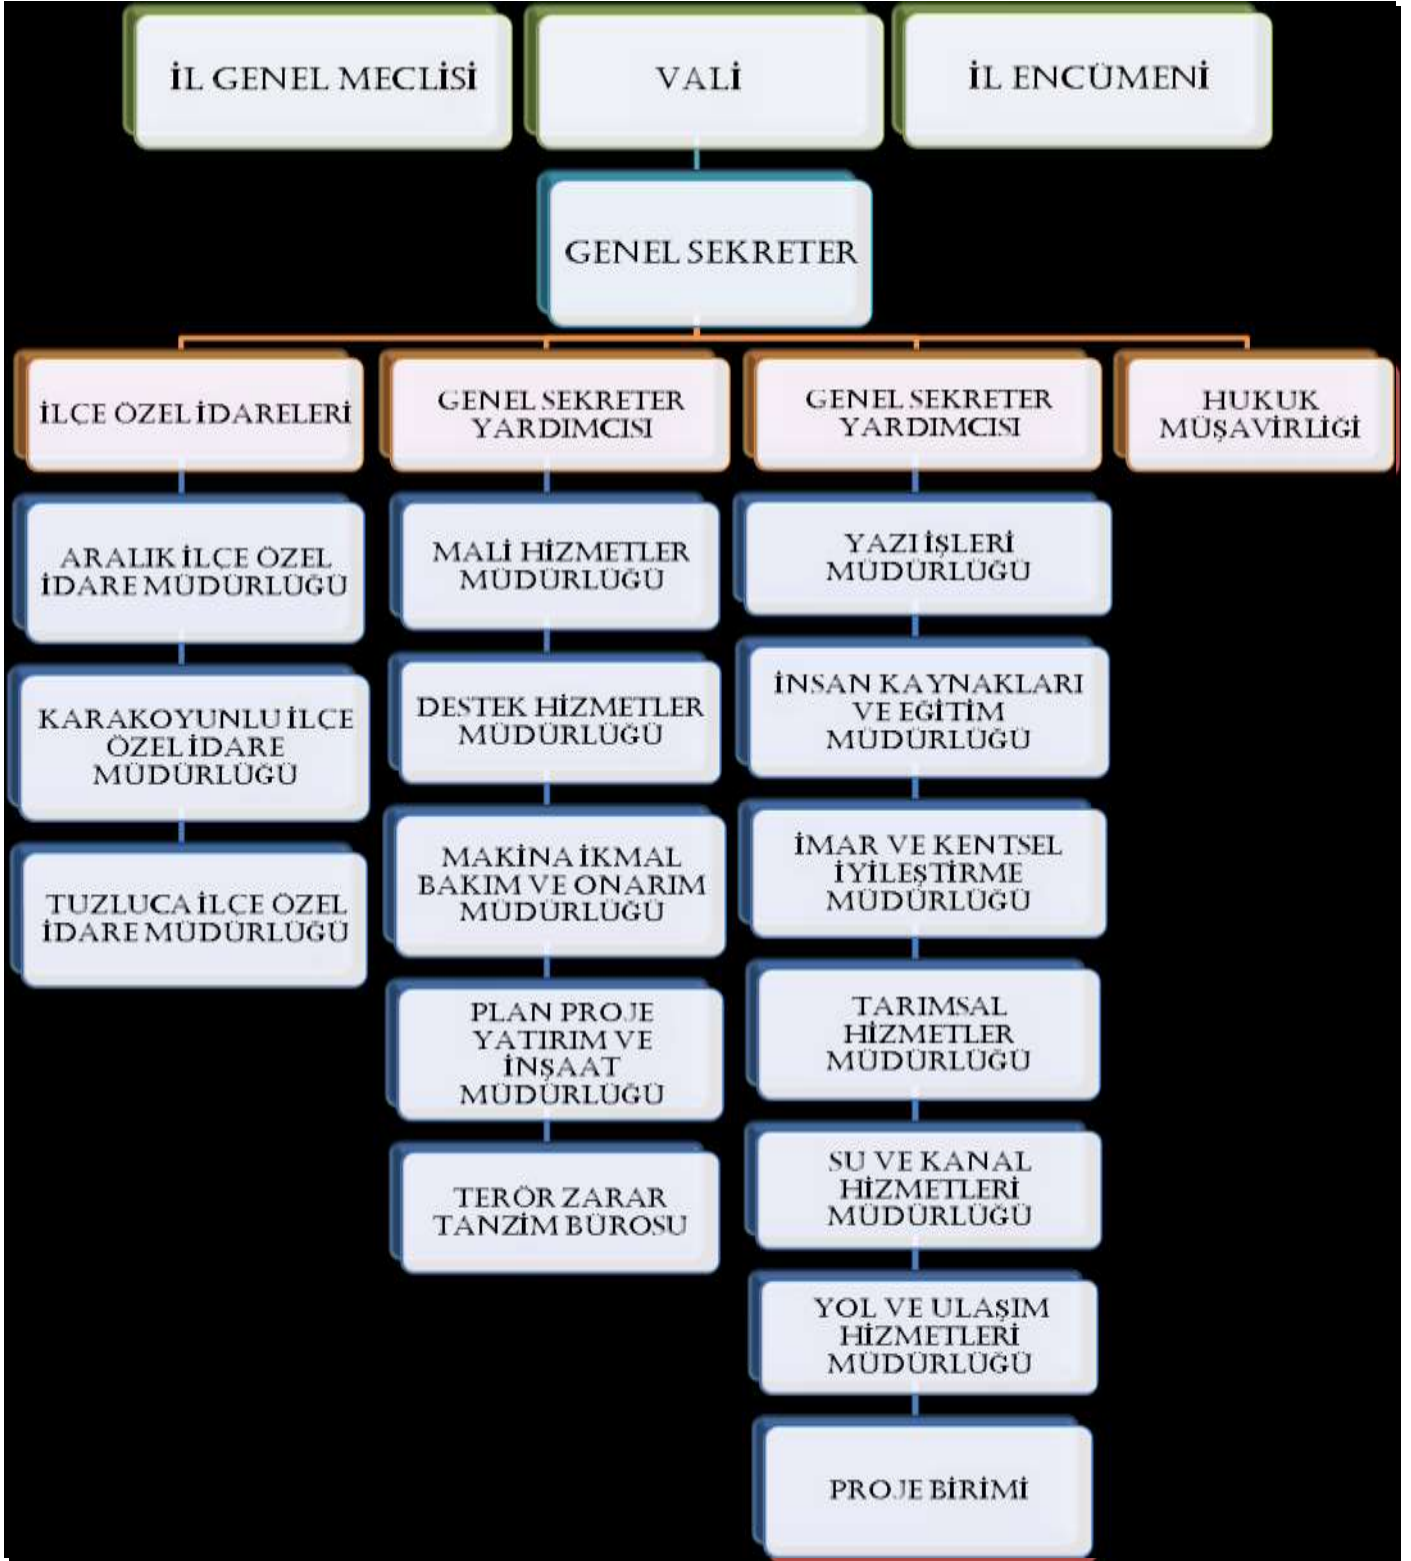 İL GENEL MECLİSİ
VALİ
İL ENCÜMENİ
GENEL SEKRETER
İLÇE ÖZEL İDARELERİ
GENEL SEKRETER
YARDIMCISI
GENEL SEKRETER
YARDIMCISI
HUKUK
MÜŞAVİRLİĞİ
ARALIK İLÇE ÖZEL
İDARE MÜDÜRLÜĞÜ
KARAKOYUNLU İLÇE
ÖZEL İDARE
MÜDÜRLÜĞÜ
TUZLUCA İLÇE ÖZEL
İDARE MÜDÜRLÜĞÜ
MALİ HİZMETLER
MÜDÜRLÜĞÜ
DESTEK HİZMETLER
MÜDÜRLÜĞÜ
MAKİNA İKMAL
BAKIM VE ONARIM
MÜDÜRLÜĞÜ
PLAN PROJE
YATIRIM VE
İNŞAAT
MÜDÜRLÜĞÜ
TERÖR ZARAR
TANZİM BÜROSU
YAZI İŞLERİ
MÜDÜRLÜĞÜ
İNSAN KAYNAKLARI
VE EĞİTİM
MÜDÜRLÜĞÜ
İMAR VE KENTSEL
İYİLEŞTİRME
MÜDÜRLÜĞÜ
TARIMSAL
HİZMETLER
MÜDÜRLÜĞÜ
SU VE KANAL
HİZMETLERİ
MÜDÜRLÜĞÜ
YOL VE ULAŞIM
HİZMETLERİ
MÜDÜRLÜĞÜ
PROJE BİRİMİ